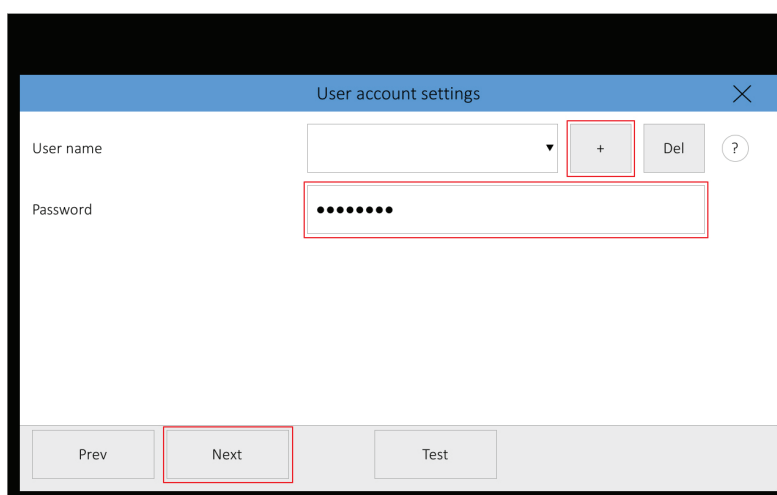 User account settings
User name + Del ?
Password ●●●●●●●●
Prev Next Test